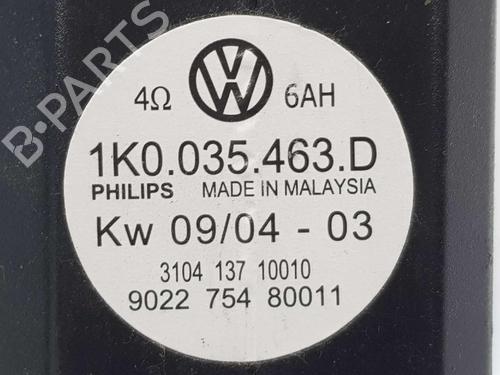 B-PARTS
4Ω VW 6AH
1K0.035.463.D
PHILIPS MADE IN MALAYSIA
Kw 09/04 - 03
3104 137 10010
9022 754 80011